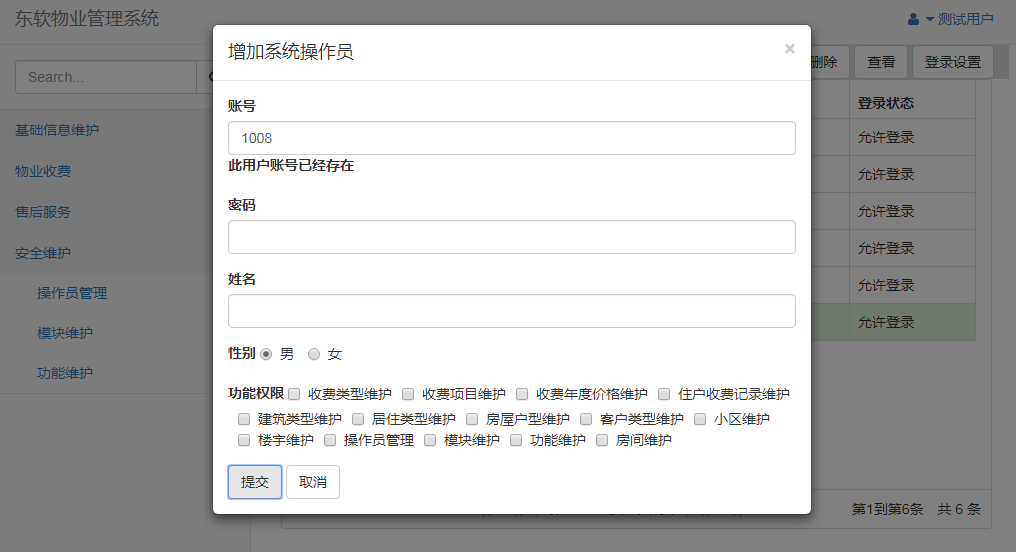 东软物业管理系统
测试用户
增加系统操作员
×
删除 查看 登录设置
Search...
账号
登录状态
1008
基础信息维护
允许登录
此用户账号已经存在
物业收费
允许登录
密码
售后服务
允许登录
安全维护
允许登录
姓名
操作员管理
允许登录
模块维护
允许登录
性别 男 女
功能维护
功能权限 收费类型维护 收费项目维护 收费年度价格维护 住户收费记录维护
建筑类型维护 居住类型维护 房屋户型维护 客户类型维护 小区维护
楼宇维护 操作员管理 模块维护 功能维护 房间维护
提交 取消
第1到第6条 共 6 条